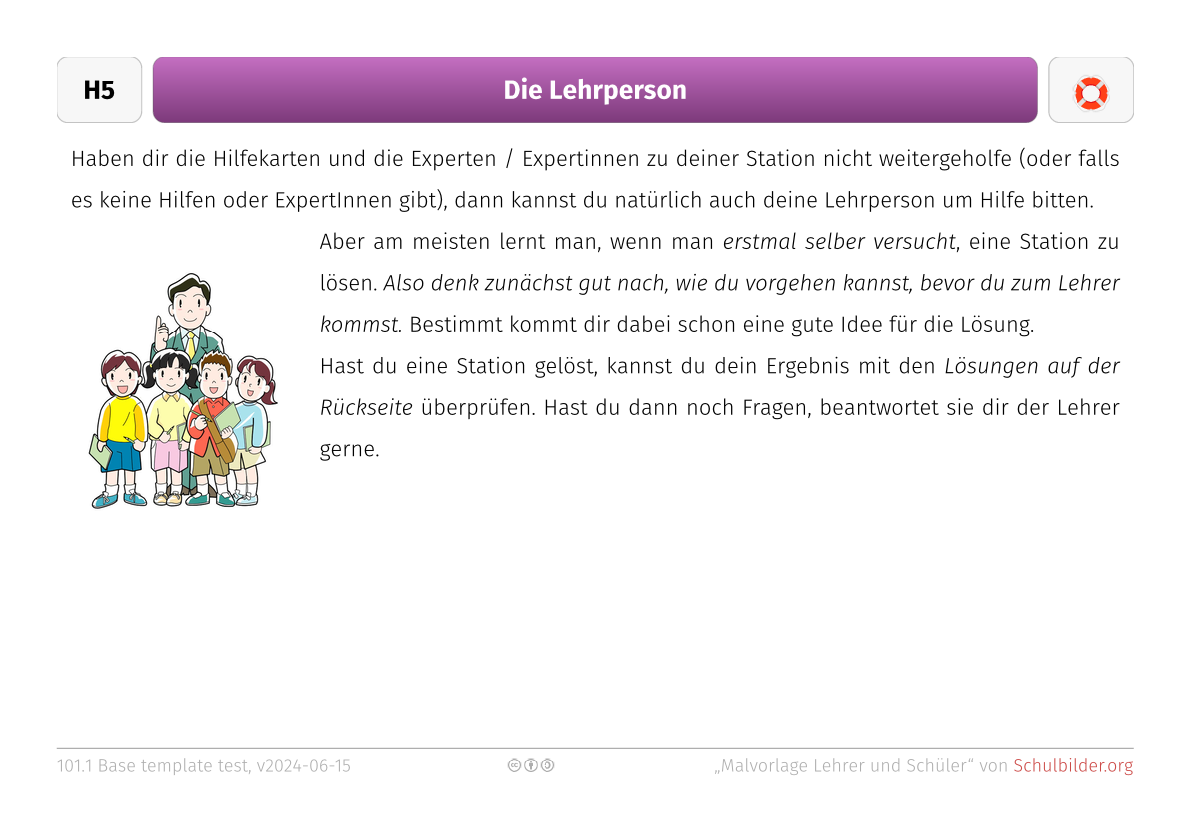 H5
Die Lehrperson
Haben dir die Hilfekarten und die Experten / Expertinnen zu deiner Station nicht weitergeholfe (oder falls
es keine Hilfen oder ExpertInnen gibt), dann kannst du natürlich auch deine Lehrperson um Hilfe bitten.
Aber am meisten lernt man, wenn man erstmal selber versucht, eine Station zu
lösen. Also denk zunächst gut nach, wie du vorgehen kannst, bevor du zum Lehrer
kommst. Bestimmt kommt dir dabei schon eine gute Idee für die Lösung.
Hast du eine Station gelöst, kannst du dein Ergebnis mit den Lösungen auf der
Rückseite überprüfen. Hast du dann noch Fragen, beantwortet sie dir der Lehrer
gerne.
101.1 Base template test, v2024-06-15
„Malvorlage Lehrer und Schüler“ von Schulbilder.org